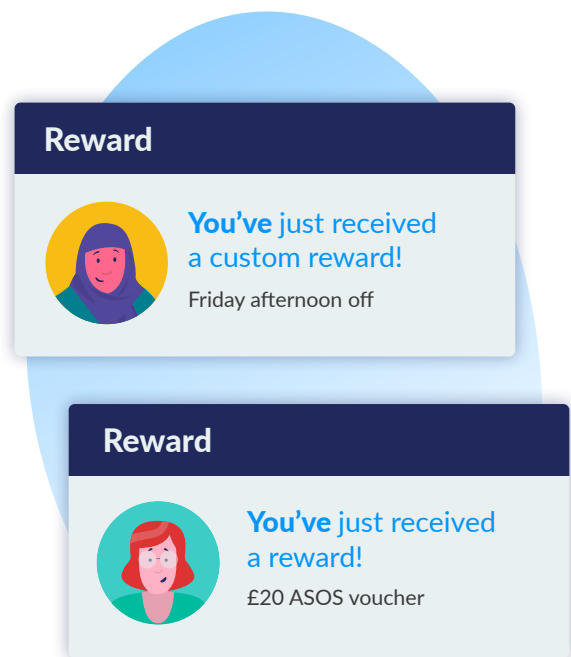 Reward
You’ve just received
a custom reward!
Friday afternoon off
Reward
You’ve just received
a reward!
£20 ASOS voucher